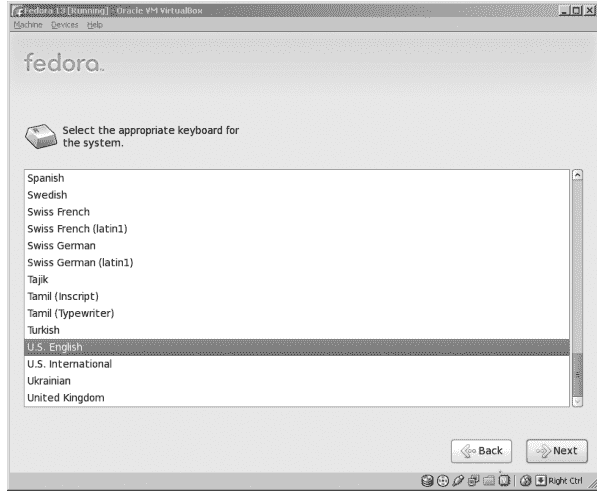 Fedora 13 [Running] - Oracle VM VirtualBox
Machine Devices Help
fedora
Select the appropriate keyboard for
the system.
Spanish
Swedish
Swiss French
Swiss French (latin1)
Swiss German
Swiss German (latin1)
Tajik
Tamil (Inscript)
Tamil (Typewriter)
Turkish
U.S. English
U.S. International
Ukrainian
United Kingdom
Back Next
Right Ctrl